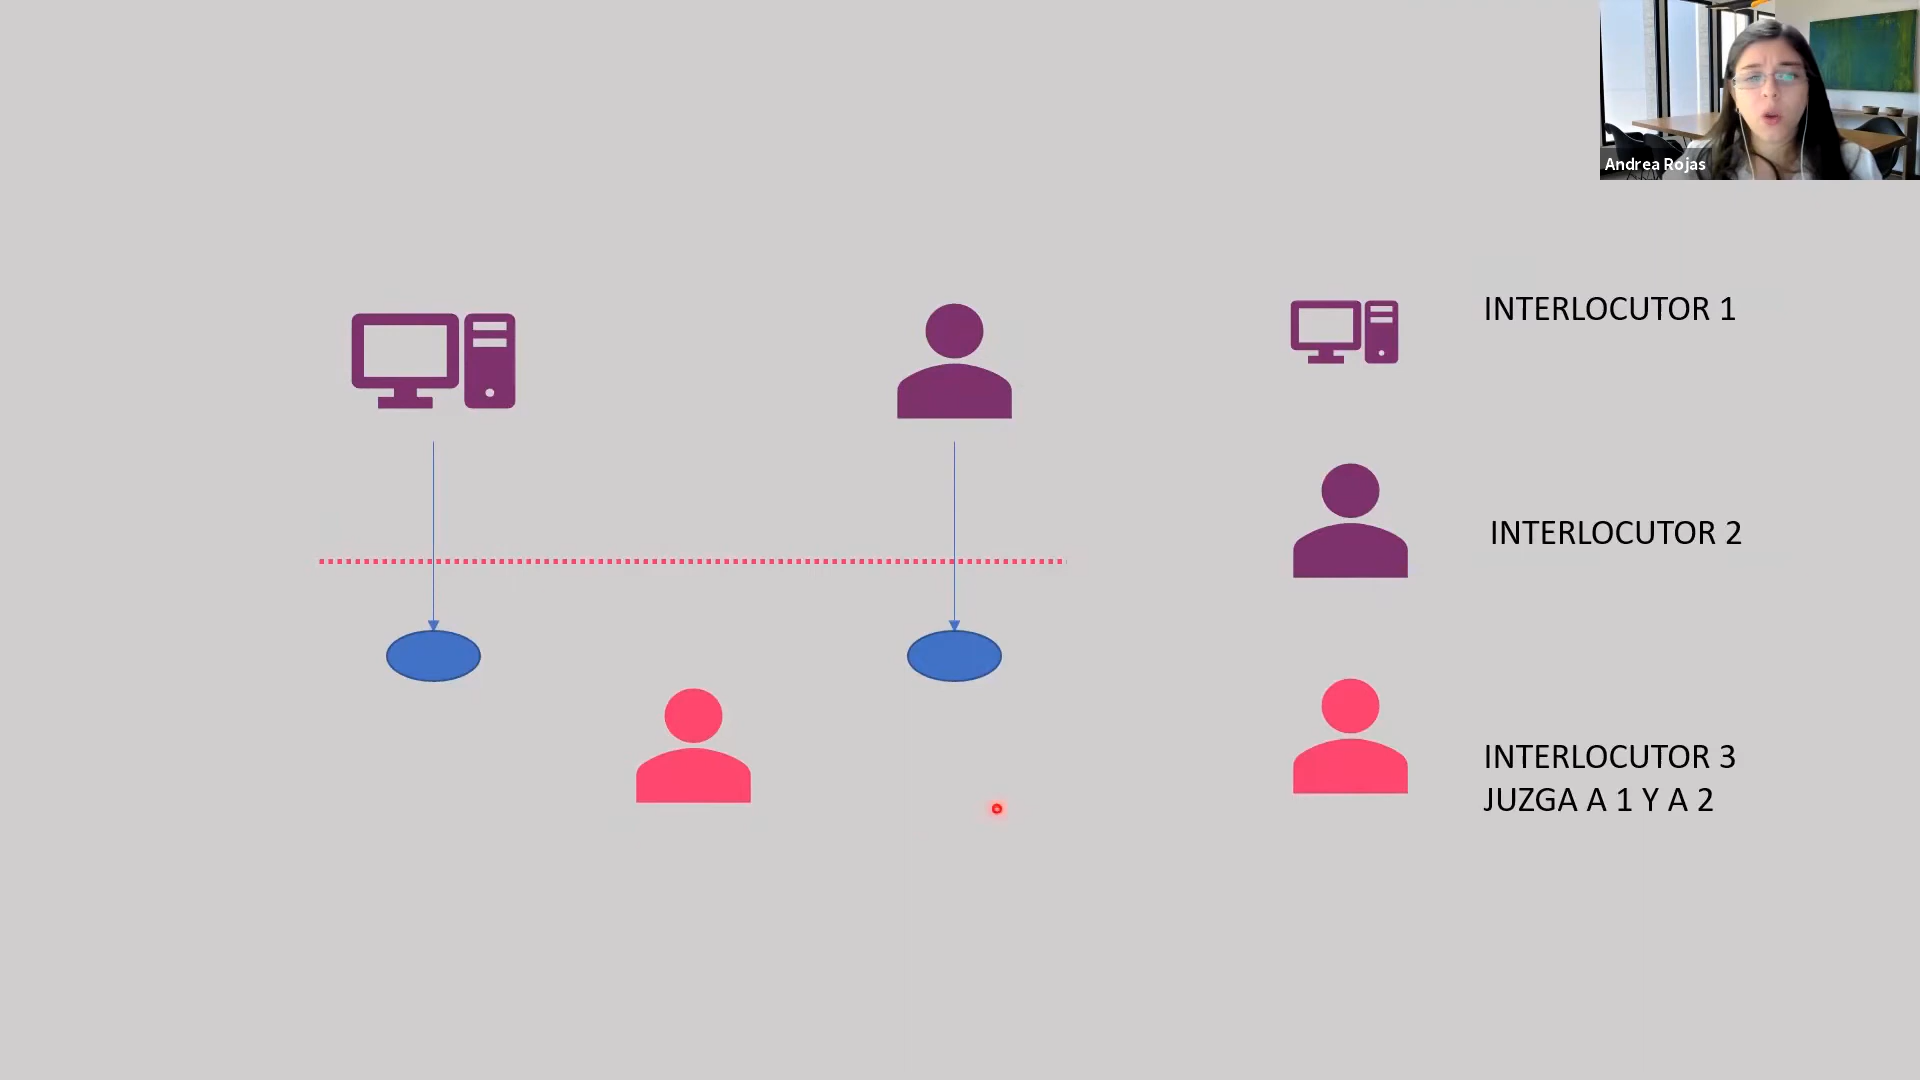 Andrea Rojas
INTERLOCUTOR 1
INTERLOCUTOR 2
INTERLOCUTOR 3
JUZGA A 1 Y A 2